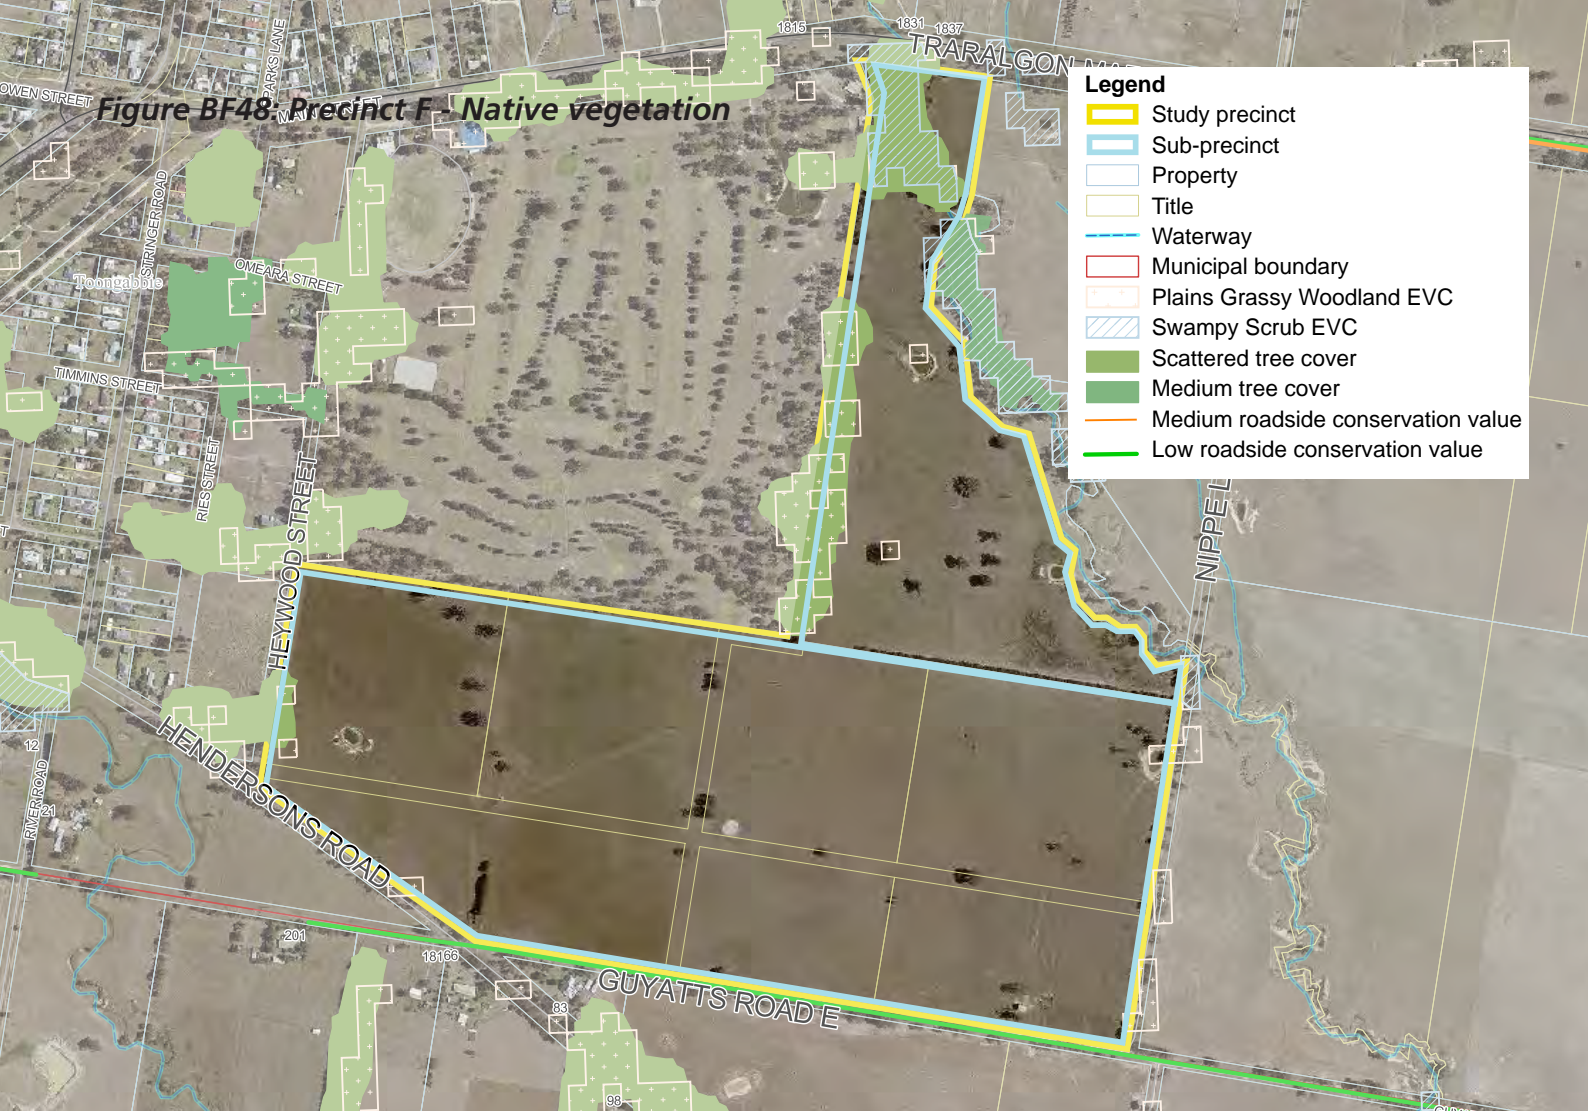 1815
1831
1837
TRARALGON-MA
OWEN STREET
PARKS LANE
MAIN STREET
Figure BF48: Precinct F - Native vegetation
Legend
Study precinct
Sub-precinct
Property
Title
Waterway
Municipal boundary
Plains Grassy Woodland EVC
Swampy Scrub EVC
Scattered tree cover
Medium tree cover
Medium roadside conservation value
Low roadside conservation value
STRINGER ROAD
OMEARA STREET
Toongabbie
TIMMINS STREET
RIES STREET
HEYWOOD STREET
NIPPE L
HENDERSONS ROAD
12
RIVER ROAD
21
201
18166
GUYATTS ROAD E
83
98